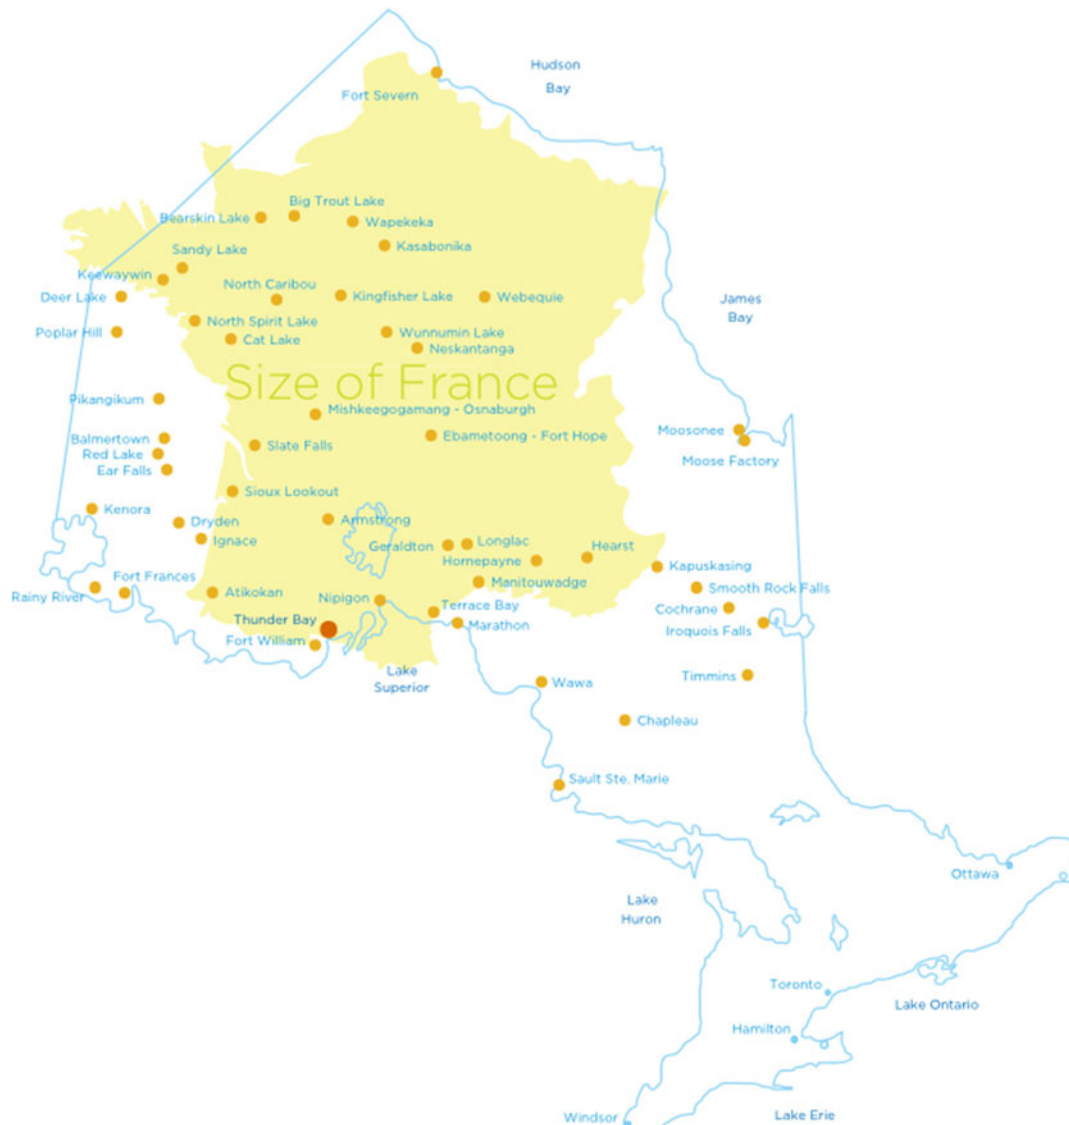 Hudson
Bay
Fort Severn
Big Trout Lake
Bearskin Lake
Wapekeka
Kasabonika
Sandy Lake
Keewaywin
North Caribou
Deer Lake
Kingfisher Lake
Webequie
James
Bay
North Spirit Lake
Poplar Hill
Wunnumin Lake
Cat Lake
Neskantanga
Size of France
Pikangikum
Mishkeegogamang - Osnaburgh
Moosonee
Balmertown
Ebametoong - Fort Hope
Slate Falls
Red Lake
Moose Factory
Ear Falls
Sioux Lookout
Kenora
Dryden
Armstrong
Ignace
Geraldton
Longlac
Hearst
Hornepayne
Kapuskasing
Fort Frances
Manitouwadge
Smooth Rock Falls
Rainy River
Atikokan
Nipigon
Terrace Bay
Cochrane
Thunder Bay
Marathon
Iroquois Falls
Fort William
Lake
Superior
Wawa
Timmins
Chapleau
Sault Ste. Marie
Ottawa
Lake
Huron
Toronto
Lake Ontario
Hamilton
Windsor
Lake Erie